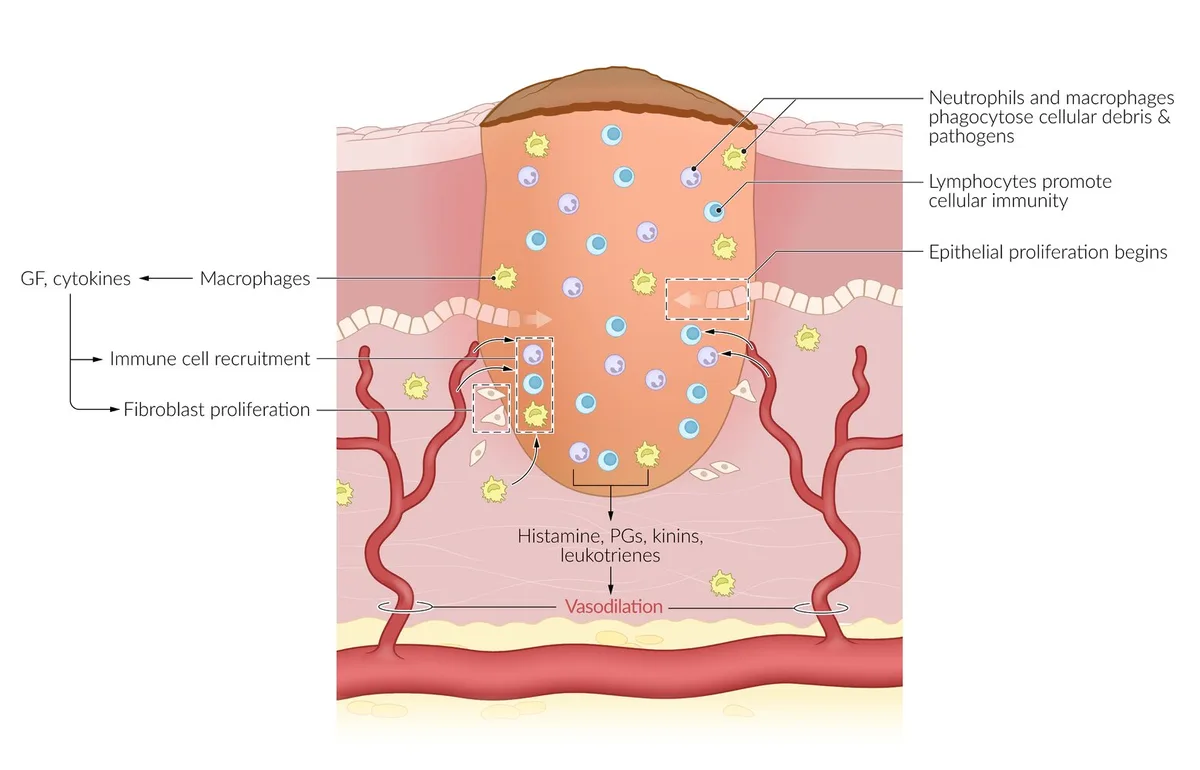 Neutrophils and macrophages
phagocytose cellular debris &
pathogens
Lymphocytes promote
cellular immunity
Epithelial proliferation begins
GF, cytokines
Macrophages
Immune cell recruitment
Fibroblast proliferation
Histamine, PGs, kinins,
leukotrienes
Vasodilation